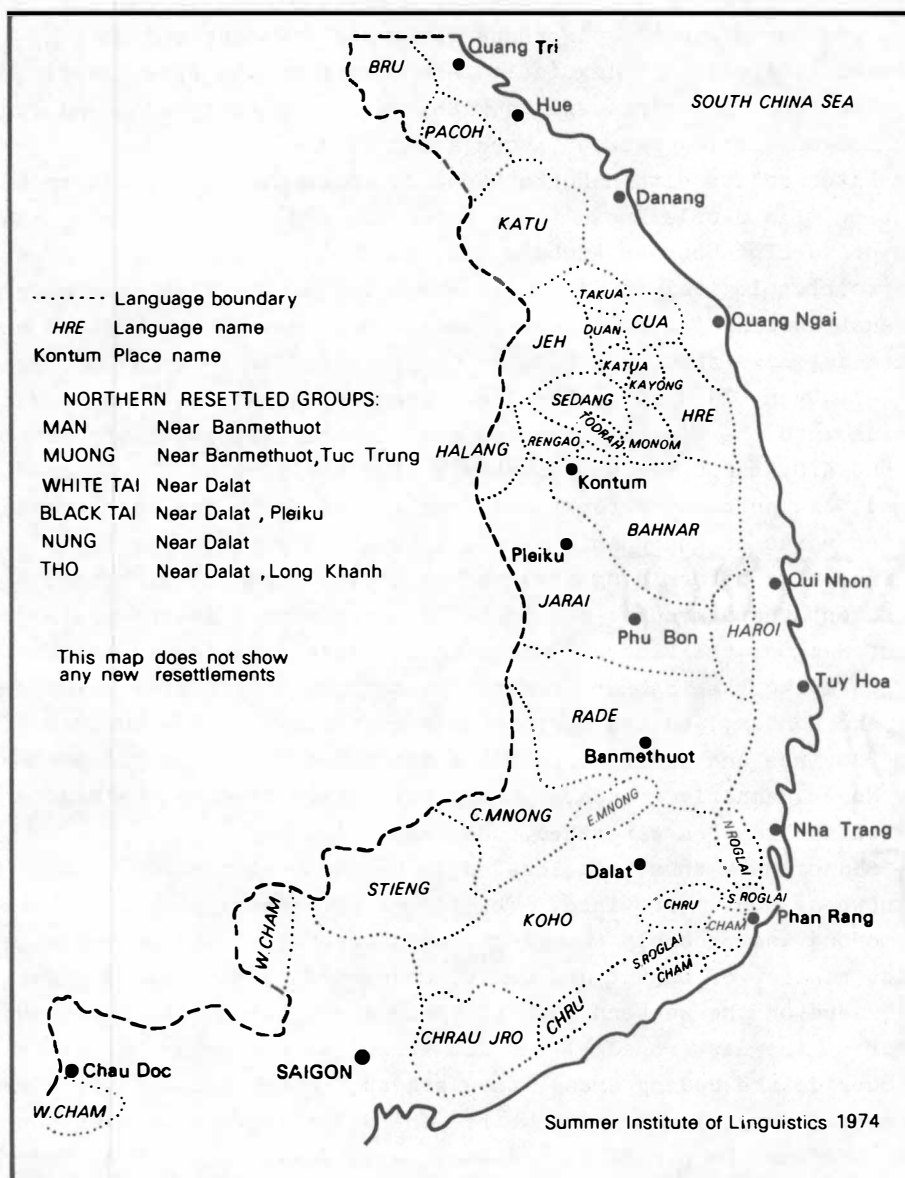 Quang Tri
BRU
SOUTH CHINA SEA
Hue
PACOH
Danang
KATU
TAKUA
------ Language boundary
CUA
Quang Ngai
HRE Language name
DUAN
JEH
Kontum Place name
KATUA
KAYONG
SEDANG
NORTHERN RESETTLED GROUPS:
HRE
TODRAH
MAN Near Banmethuot
MONOM
RENGAO
HALANG
MUONG Near Banmethuot, Tuc Trung
Kontum
WHITE TAI Near Dalat
BLACK TAI Near Dalat, Pleiku
BAHNAR
NUNG Near Dalat
Pleiku
THO Near Dalat, Long Khanh
Qui Nhon
JARAI
HAROI
Phu Bon
This map does not show
any new resettlements
Tuy Hoa
RADE
Banmethuot
E.MNONG
C.MNONG
Nha Trang
N.ROGLAI
Dalat
STIENG
CHRU
S.ROGLAI
KOHO
Phan Rang
CHAM
W.CHAM
S.ROGLAI
CHAM
CHRU
CHRAU JRO
SAIGON
Chau Doc
W.CHAM
Summer Institute of Linguistics 1974